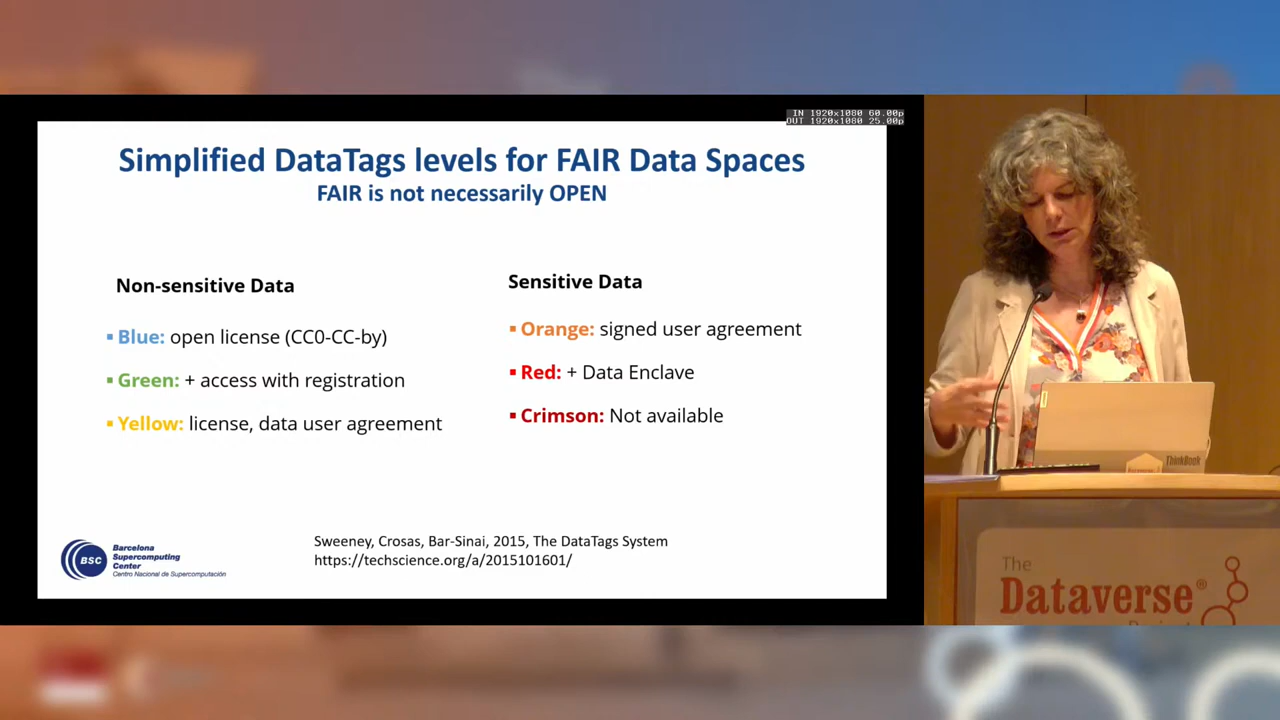 IN 1920x1080 60.00p
OUT 1920x1080 25.00p
Simplified DataTags levels for FAIR Data Spaces
FAIR is not necessarily OPEN
Non-sensitive Data
▪ Blue: open license (CC0-CC-by)
▪ Green: + access with registration
▪ Yellow: license, data user agreement
Sensitive Data
▪ Orange: signed user agreement
▪ Red: + Data Enclave
▪ Crimson: Not available
BSC
Barcelona
Supercomputing
Center
Centro Nacional de Supercomputación
Sweeney, Crosas, Bar-Sinai, 2015, The DataTags System
https://techscience.org/a/2015101601/
ThinkBook
The
Dataverse®